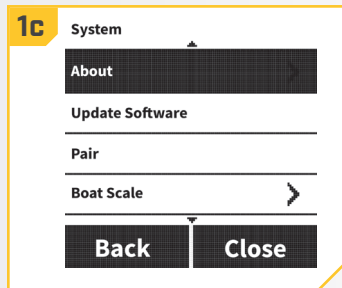 1c
System
About
Update Software
Pair
Boat Scale
Back Close